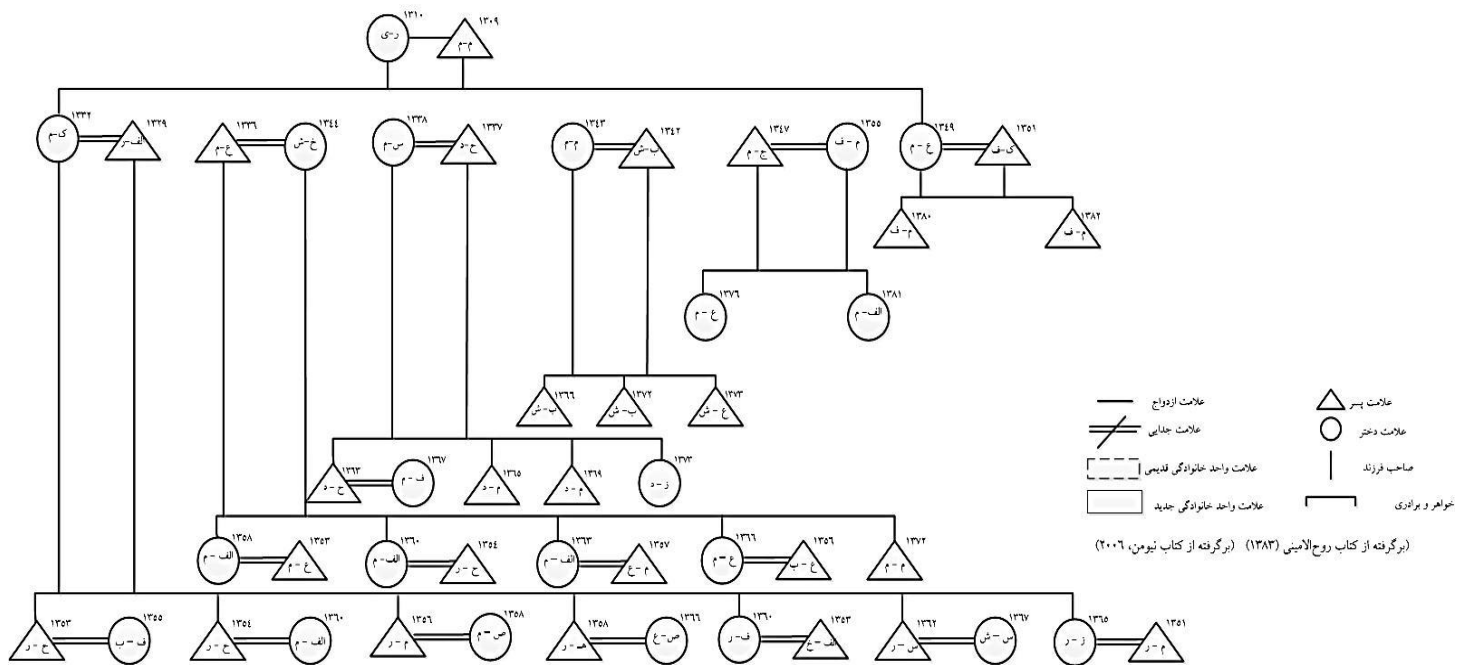 ۱۳۱۰ ۱۳۰۹
ر-ی م-م
۱۳۳۲ ۱۳۲۹ ۱۳۳۶ ۱۳۴۴ ۱۳۳۸ ۱۳۳۷ ۱۳۴۳ ۱۳۴۲ ۱۳۴۷ ۱۳۵۵ ۱۳۴۹ ۱۳۵۱
ک-م الف-ر ع-م خ-ش س-م ح-د م-م ب-ش ج-م م-ف ع-م ک-ف
۱۳۸۰ ۱۳۸۲
م-ف م-ف
۱۳۷۶ ۱۳۸۱
ع-م الف-م
۱۳۶۶ ۱۳۷۲ ۱۳۷۳
ب-ش ب-ش ع-ش
۱۳۶۳ ۱۳۶۷ ۱۳۶۵ ۱۳۶۹ ۱۳۷۳
ح-د ف-م م-د م-د ز-د
۱۳۵۸ ۱۳۵۳ ۱۳۶۰ ۱۳۵۴ ۱۳۶۳ ۱۳۵۷ ۱۳۶۶ ۱۳۵۶ ۱۳۷۲
الف-م ع-م الف-م ح-ر الف-م م-ع ع-م ع-ب م-م
۱۳۵۳ ۱۳۵۵ ۱۳۵۴ ۱۳۶۰ ۱۳۵۶ ۱۳۵۸ ۱۳۵۸ ۱۳۶۶ ۱۳۶۰ ۱۳۵۳ ۱۳۶۲ ۱۳۶۷ ۱۳۶۵ ۱۳۵۱
ح-ر ف-ب ح-ر الف-م م-ر ص-م هـ-ر ص-ع ف-ر الف-خ س-ر س-ش ز-ر م-ر
علامت پسر علامت ازدواج
علامت دختر علامت جدایی
صاحب فرزند علامت واحد خانوادگی قدیمی
خواهر و برادری علامت واحد خانوادگی جدید
(برگرفته از کتاب روح‌الامینی (۱۳۸۳) (برگرفته از کتاب نیومن، ۲۰۰۶)